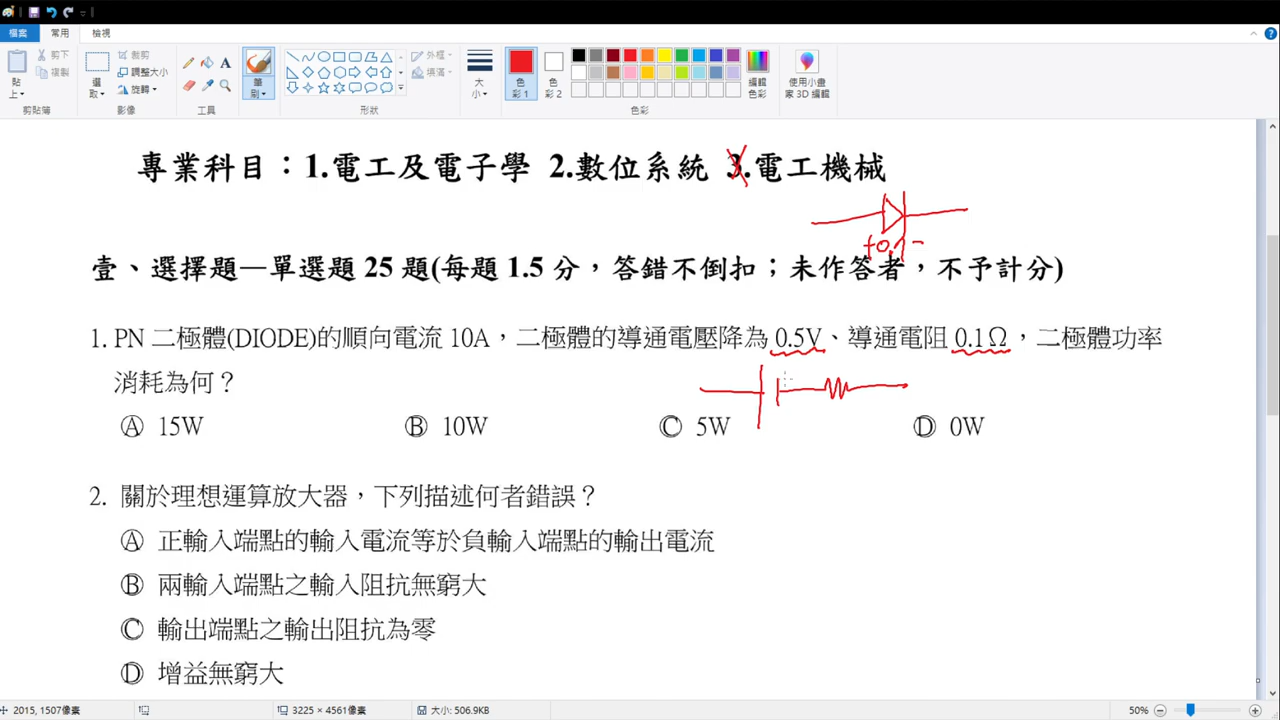 檔案 常用 檢視
剪下 裁剪 外框
複製 調整大小 填滿
貼上 選取 旋轉 筆刷 大小 色彩 1 色彩 2 編輯色彩 使用小畫家 3D 編輯
剪貼簿 影像 工具 形狀 色彩
專業科目：1.電工及電子學 2.數位系統 3.電工機械
壹、選擇題—單選題 25 題(每題 1.5 分，答錯不倒扣；未作答者，不予計分)
1. PN 二極體(DIODE)的順向電流 10A，二極體的導通電壓降為 0.5V、導通電阻 0.1Ω，二極體功率
消耗為何？
Ⓐ 15W Ⓑ 10W Ⓒ 5W Ⓓ 0W
2. 關於理想運算放大器，下列描述何者錯誤？
Ⓐ 正輸入端點的輸入電流等於負輸入端點的輸出電流
Ⓑ 兩輸入端點之輸入阻抗無窮大
Ⓒ 輸出端點之輸出阻抗為零
Ⓓ 增益無窮大
2015, 1507像素 3225 × 4561像素 大小: 506.9KB 50%